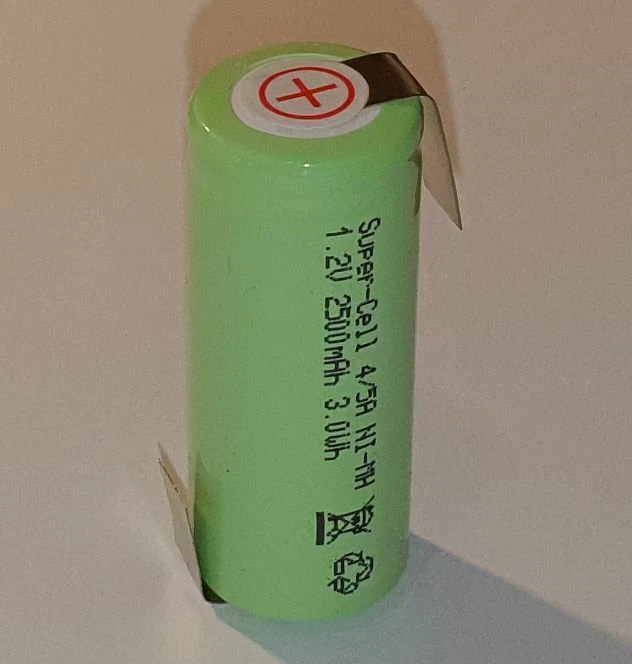 Super-Cell 4/5A NI-MH
1.2V 2500mAh 3.0Wh